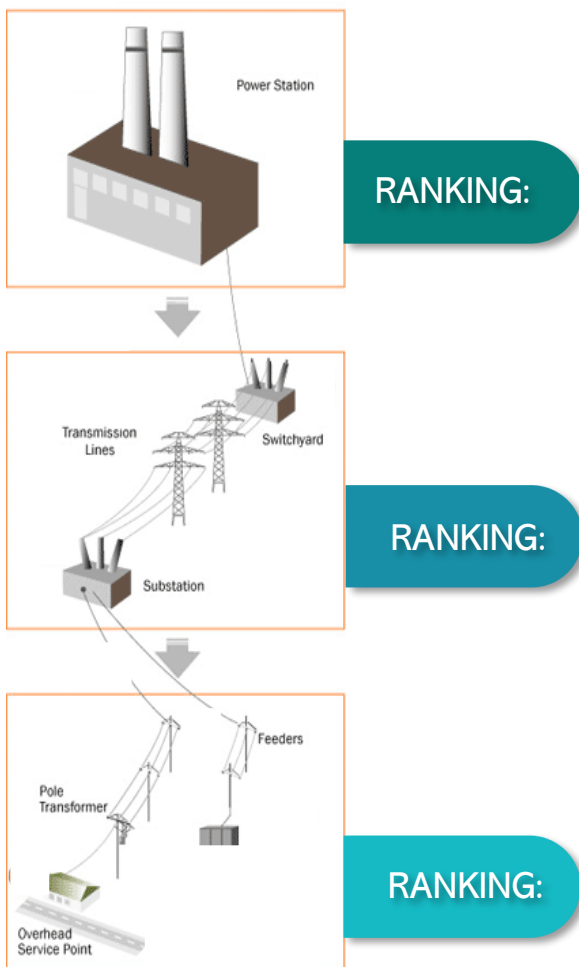 Power Station
RANKING:
Transmission
Lines
Switchyard
RANKING:
Substation
Feeders
Pole
Transformer
RANKING:
Overhead
Service Point